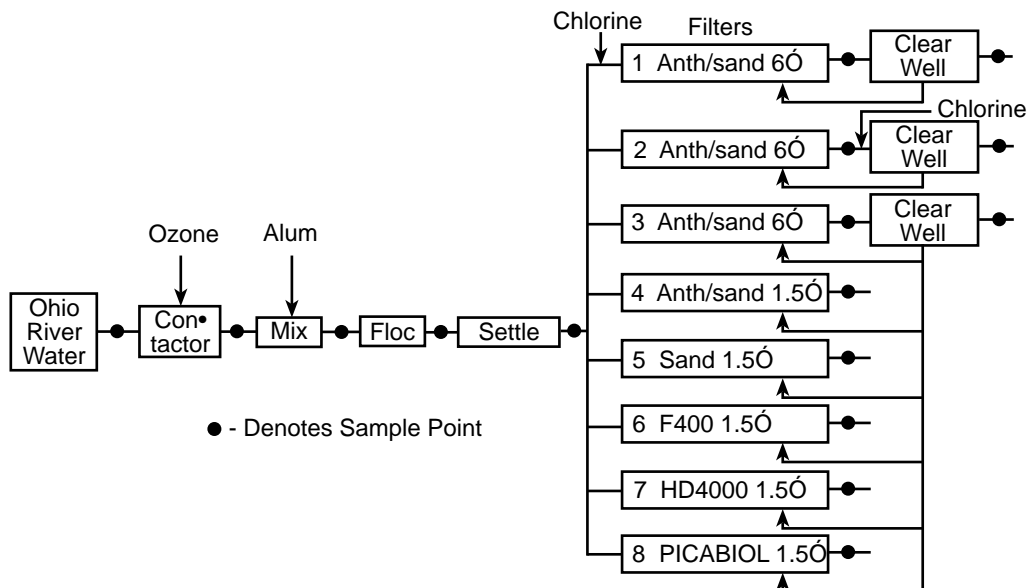 Chlorine
Filters
1 Anth/sand 6Ó
Clear
Well
Chlorine
2 Anth/sand 6Ó
Clear
Well
3 Anth/sand 6Ó
Clear
Well
Ozone
Alum
4 Anth/sand 1.5Ó
Ohio
River
Water
Con•
tactor
Mix
Floc
Settle
5 Sand 1.5Ó
● - Denotes Sample Point
6 F400 1.5Ó
7 HD4000 1.5Ó
8 PICABIOL 1.5Ó